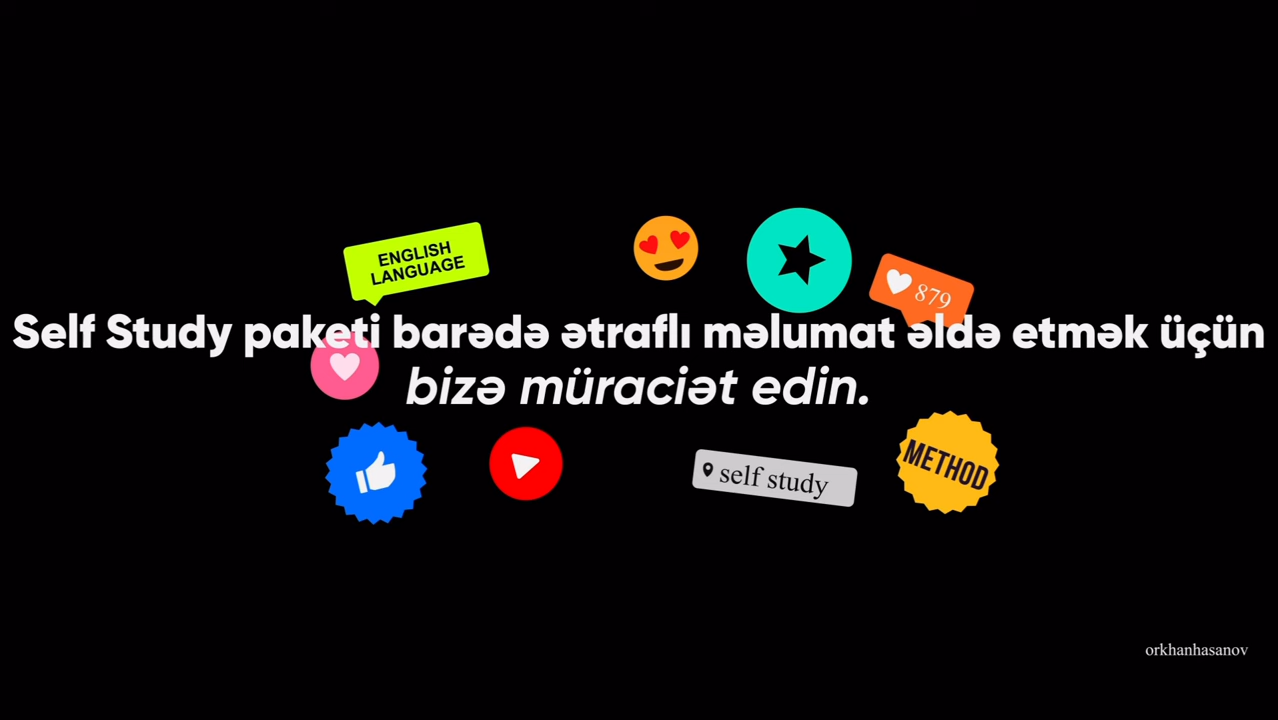 ENGLISH
LANGUAGE
879
Self Study paketi barədə ətraflı məlumat əldə etmək üçün
bizə müraciət edin.
self study
METHOD
orkhanhasanov